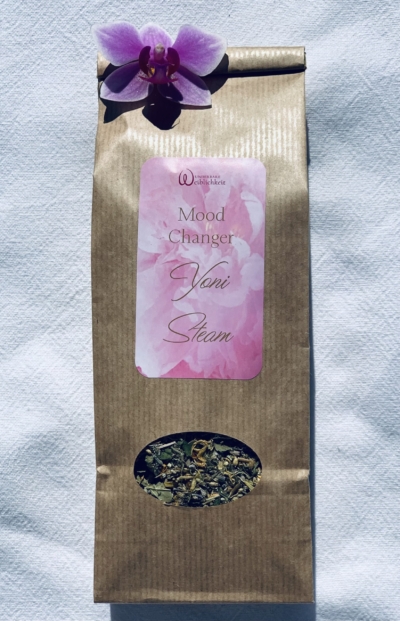 Weiblichkeit
Mood
Changer
Yoni
Steam